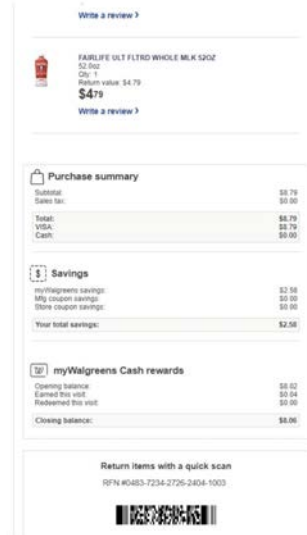 Write a review >
FAIRLIFE ULT FLTRD WHOLE MLK 52OZ
52.0oz
Qty: 1
Return value: $4.79
$4.79
Write a review >
Purchase summary
Subtotal: $8.79
Sales tax: $0.00
Total: $8.79
VISA: $8.79
Cash: $0.00
Savings
myWalgreens savings: $2.58
Mfg coupon savings: $0.00
Store coupon savings: $0.00
Your total savings: $2.58
myWalgreens Cash rewards
Opening balance: $8.02
Earned this visit: $0.04
Redeemed this visit: $0.00
Closing balance: $8.06
Return items with a quick scan
RFN #0483-7234-2726-2404-1003